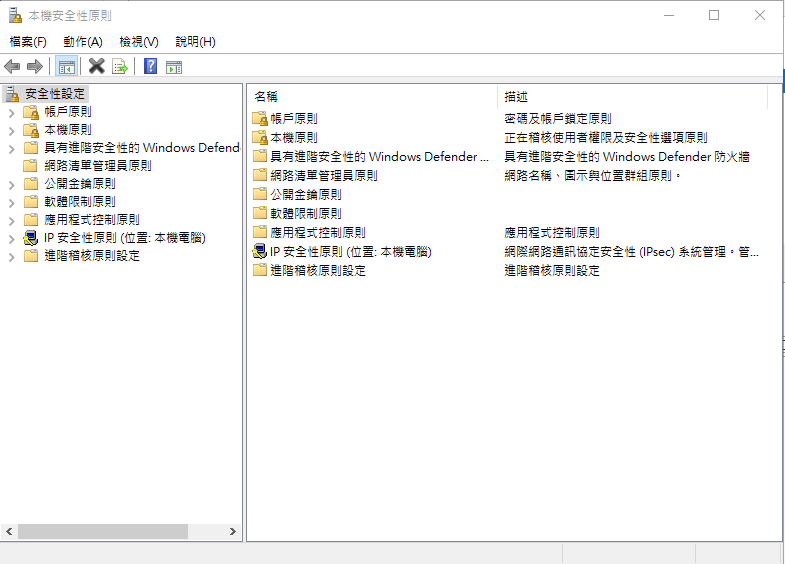 本機安全性原則
檔案(F) 動作(A) 檢視(V) 說明(H)
安全性設定
帳戶原則
本機原則
具有進階安全性的 Windows Defend
網路清單管理員原則
公開金鑰原則
軟體限制原則
應用程式控制原則
IP 安全性原則 (位置: 本機電腦)
進階稽核原則設定
名稱 描述
帳戶原則 密碼及帳戶鎖定原則
本機原則 正在稽核使用者權限及安全性選項原則
具有進階安全性的 Windows Defender ... 具有進階安全性的 Windows Defender 防火牆
網路清單管理員原則 網路名稱、圖示與位置群組原則。
公開金鑰原則
軟體限制原則
應用程式控制原則 應用程式控制原則
IP 安全性原則 (位置: 本機電腦) 網際網路通訊協定安全性 (IPsec) 系統管理。管...
進階稽核原則設定 進階稽核原則設定